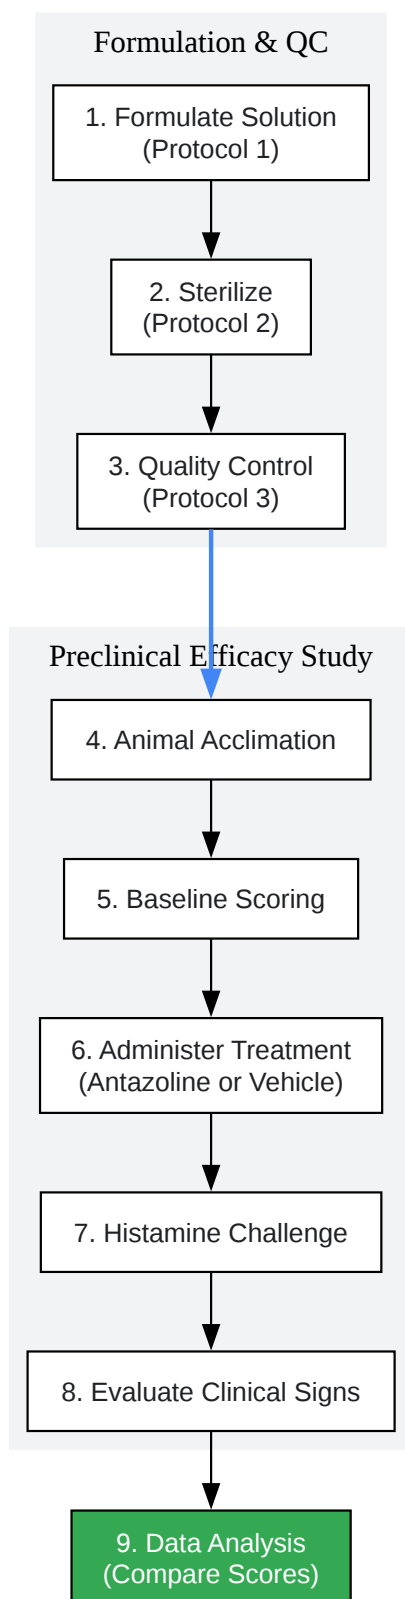 Formulation & QC
1. Formulate Solution
(Protocol 1)
2. Sterilize
(Protocol 2)
3. Quality Control
(Protocol 3)
Preclinical Efficacy Study
4. Animal Acclimation
5. Baseline Scoring
6. Administer Treatment
(Antazoline or Vehicle)
7. Histamine Challenge
8. Evaluate Clinical Signs
9. Data Analysis
(Compare Scores)